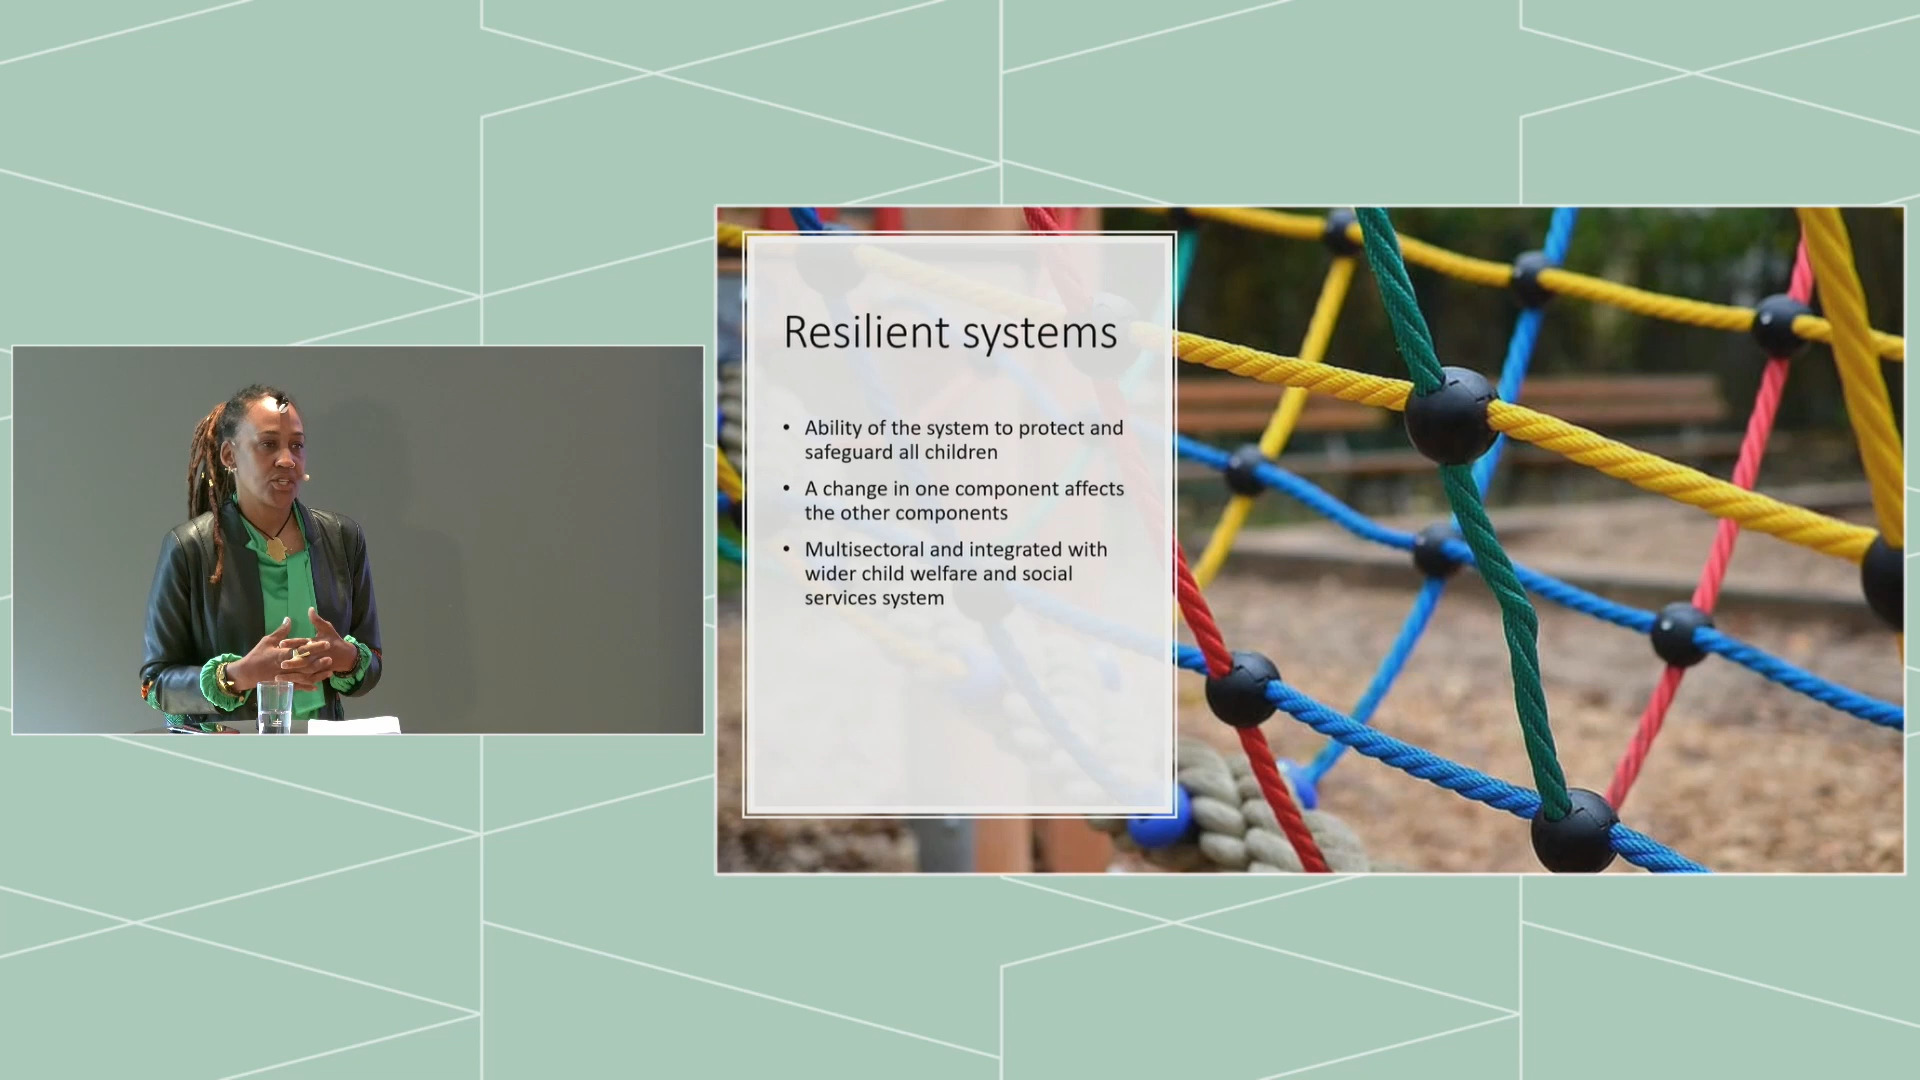 Resilient systems
• Ability of the system to protect and
safeguard all children
• A change in one component affects
the other components
• Multisectoral and integrated with
wider child welfare and social
services system